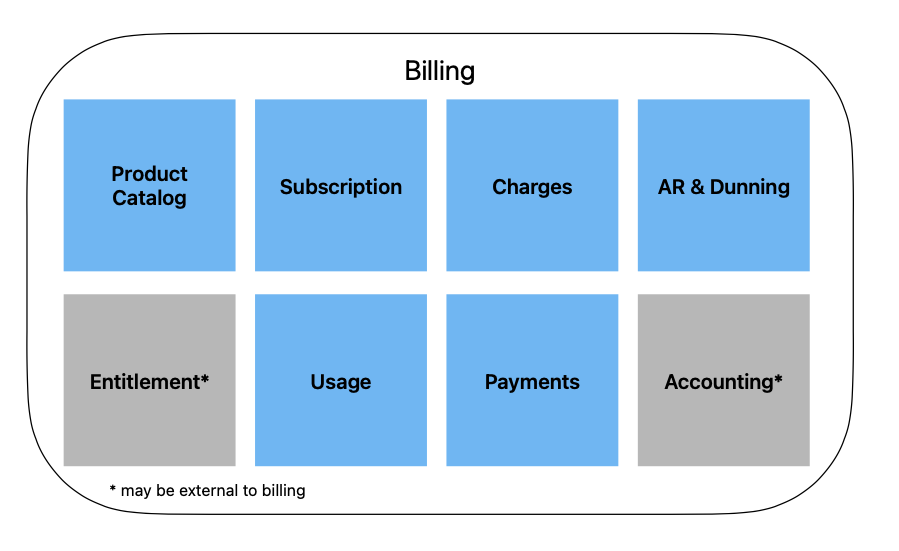 Billing
Product
Catalog
Subscription
Charges
AR & Dunning
Entitlement*
Usage
Payments
Accounting*
* may be external to billing